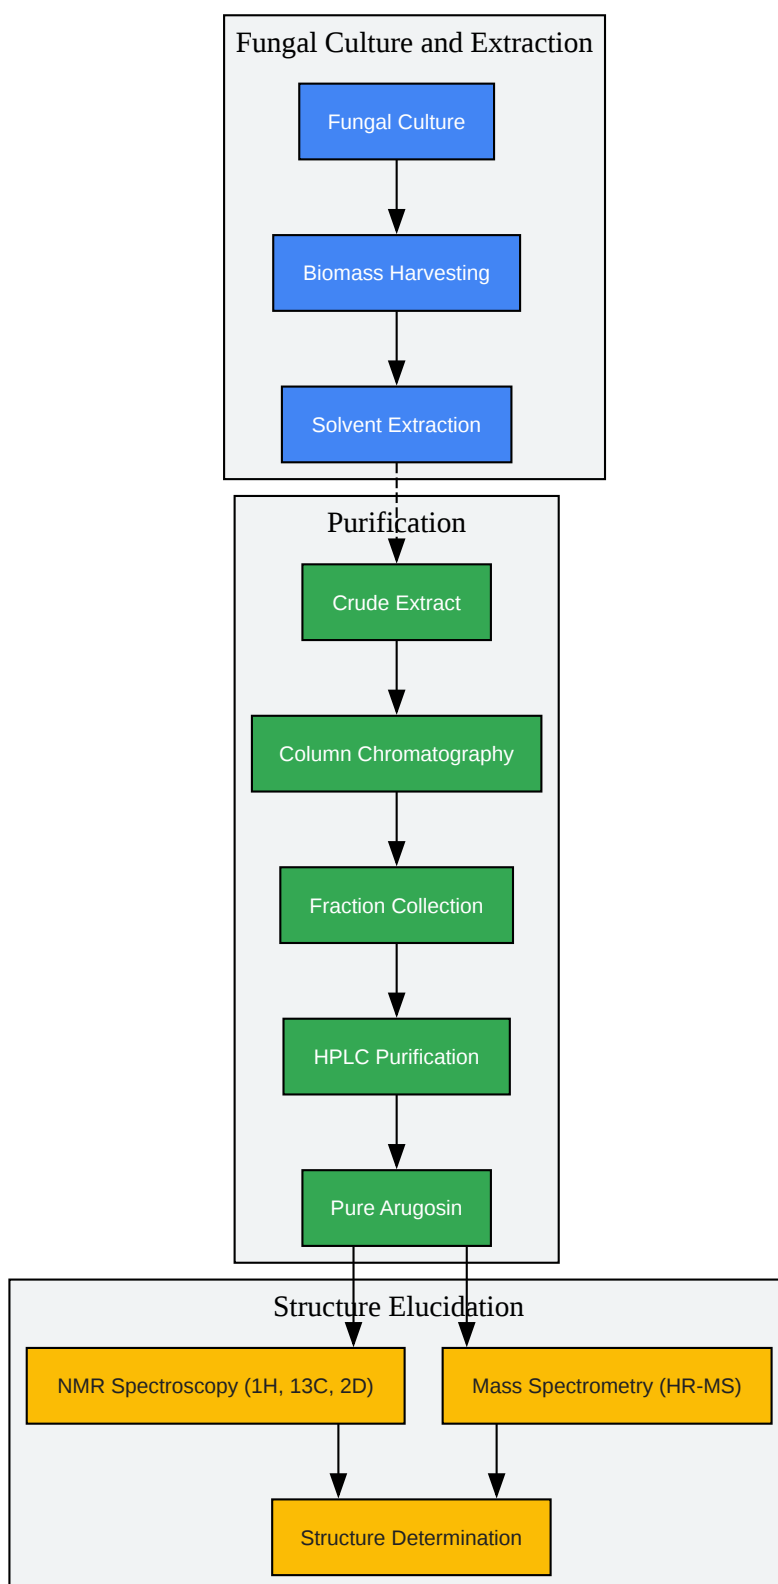 Fungal Culture and Extraction
Fungal Culture
Biomass Harvesting
Solvent Extraction
Purification
Crude Extract
Column Chromatography
Fraction Collection
HPLC Purification
Pure Arugosin
Structure Elucidation
NMR Spectroscopy (1H, 13C, 2D)
Mass Spectrometry (HR-MS)
Structure Determination